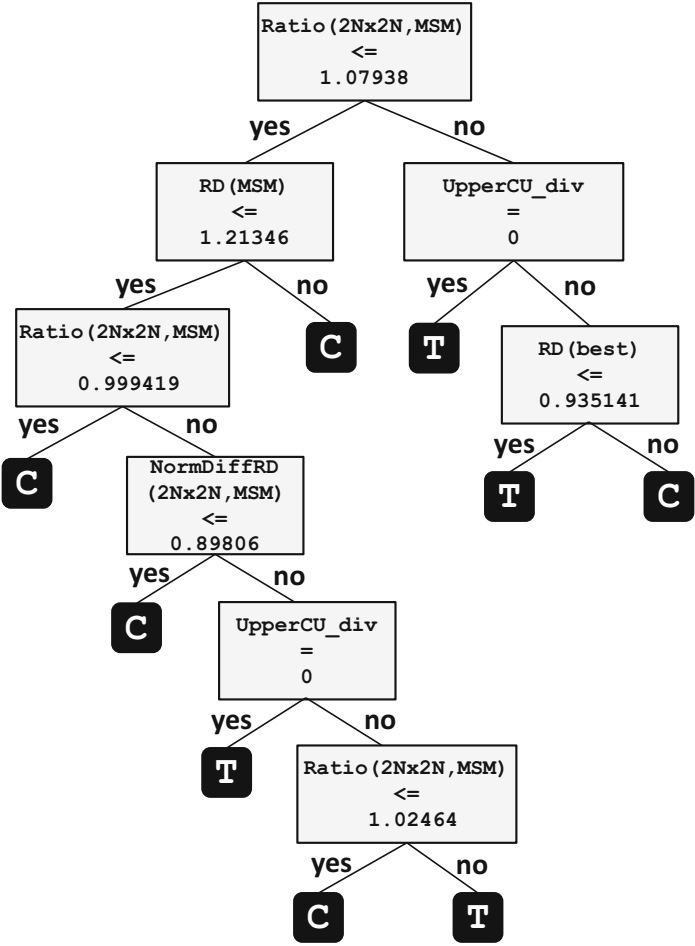 Ratio(2Nx2N,MSM)
<=
1.07938
yes
no
RD(MSM)
<=
1.21346
UpperCU_div
=
0
yes
no
yes
no
Ratio(2Nx2N,MSM)
<=
0.999419
C
T
RD(best)
<=
0.935141
yes
no
yes
no
C
NormDiffRD
(2Nx2N,MSM)
<=
0.89806
T
C
yes
no
C
UpperCU_div
=
0
yes
no
T
Ratio(2Nx2N,MSM)
<=
1.02464
yes
no
C
T